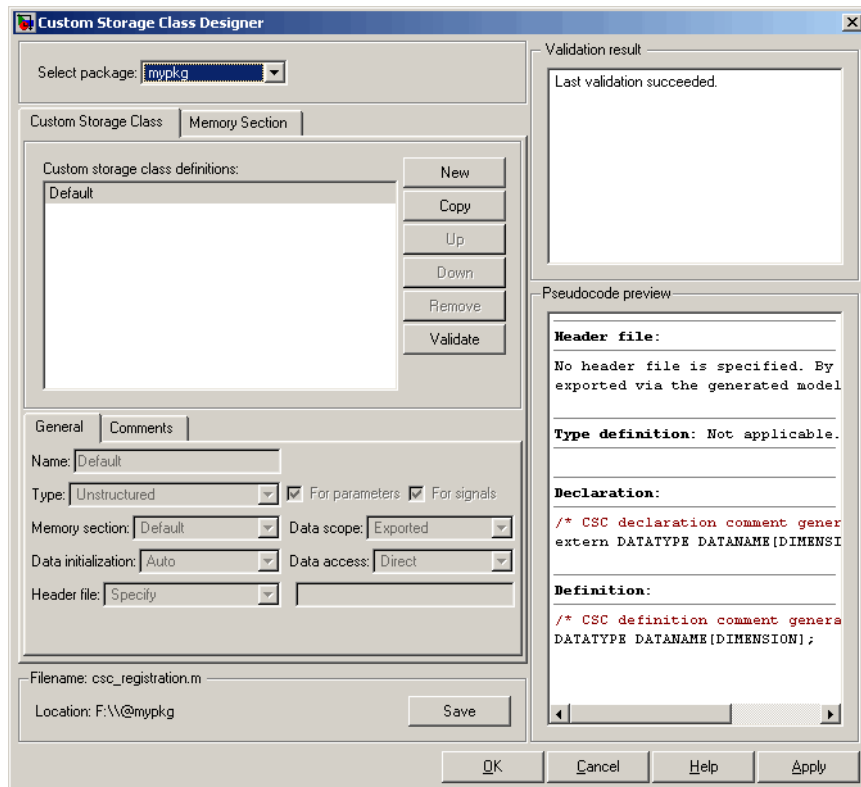 Custom Storage Class Designer
Select package: mypkg
Custom Storage Class
Memory Section
Custom storage class definitions:
Default
New
Copy
Up
Down
Remove
Validate
General
Comments
Name: Default
Type: Unstructured
For parameters
For signals
Memory section: Default
Data scope: Exported
Data initialization: Auto
Data access: Direct
Header file: Specify
Filename: csc_registration.m
Location: F:\\@mypkg
Save
Validation result
Last validation succeeded.
Pseudocode preview
Header file:
No header file is specified. By
exported via the generated model
Type definition: Not applicable.
Declaration:
/* CSC declaration comment gener
extern DATATYPE DATANAME[DIMENSI
Definition:
/* CSC definition comment genera
DATATYPE DATANAME[DIMENSION];
OK
Cancel
Help
Apply